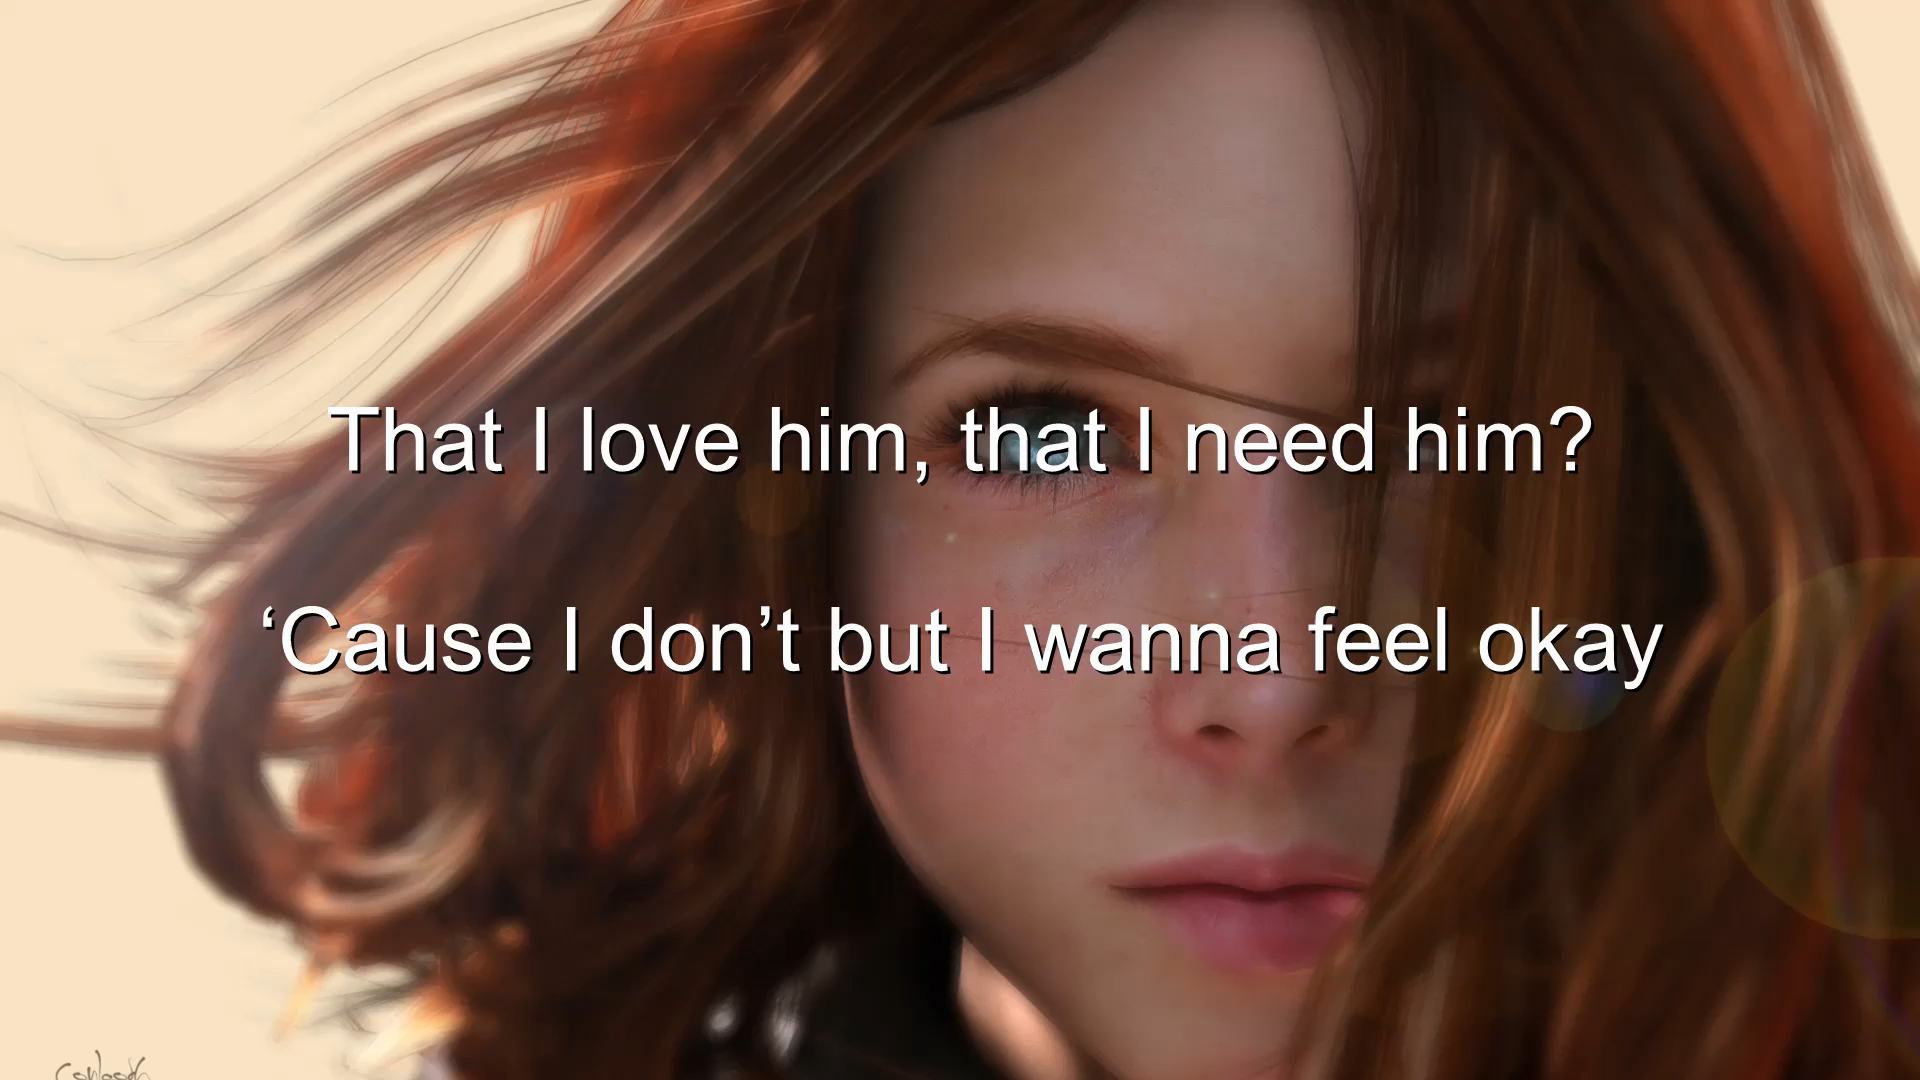 That I love him, that I need him?
‘Cause I don’t but I wanna feel okay